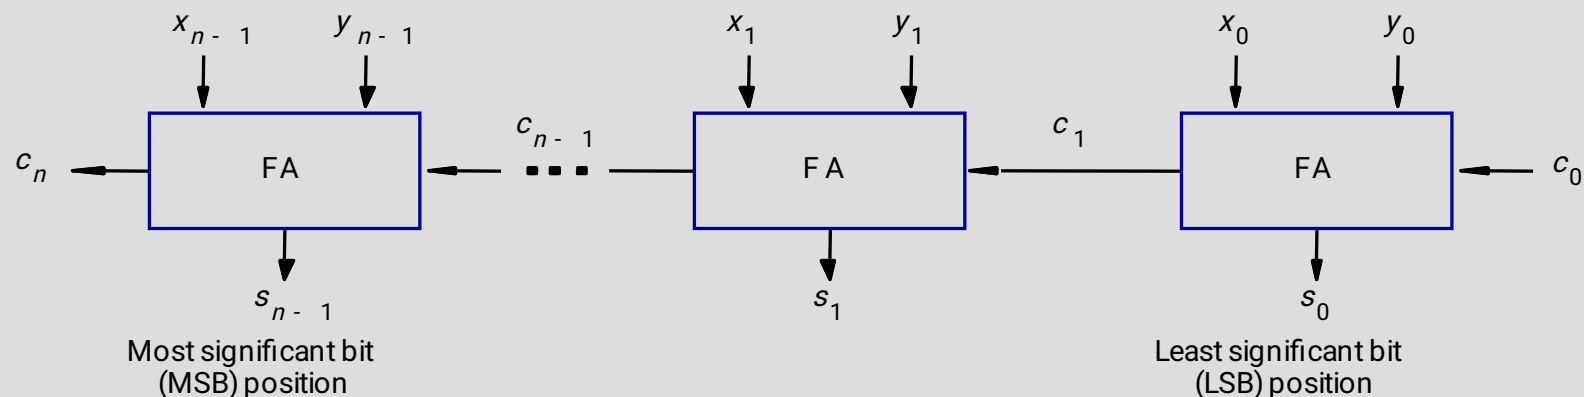 x_{n-1} y_{n-1} x_1 y_1 x_0 y_0
c_{n-1} c_1
c_n FA FA FA c_0
s_{n-1} s_1 s_0
Most significant bit Least significant bit
(MSB) position (LSB) position